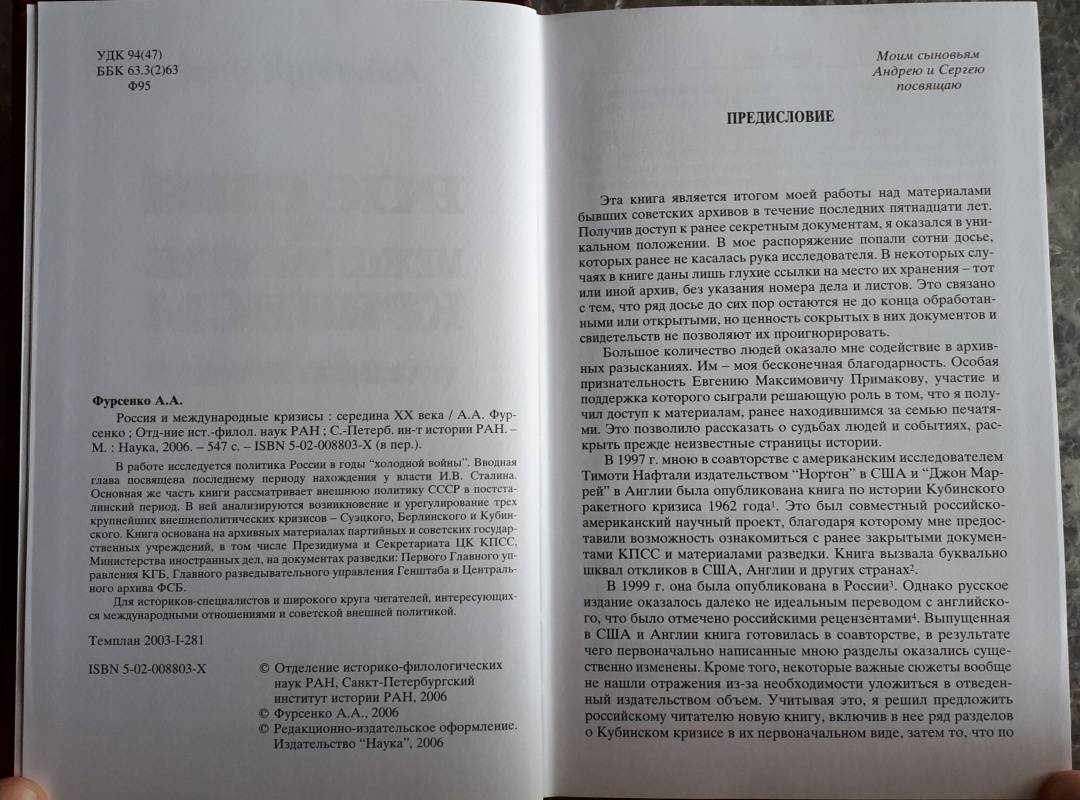 УДК 94(47)
ББК 63.3(2)63
Ф95
Фурсенко А.А.
Россия и международные кризисы : середина XX века / А.А. Фур-
сенко ; Отд-ние ист.-филол. наук РАН ; С.-Петерб. ин-т истории РАН. –
М. : Наука, 2006. – 547 с. – ISBN 5-02-008803-X (в пер.).
В работе исследуется политика России в годы “холодной войны”. Вводная
глава посвящена последнему периоду нахождения у власти И.В. Сталина.
Основная же часть книги рассматривает внешнюю политику СССР в постста-
линский период. В ней анализируются возникновение и урегулирование трех
крупнейших внешнеполитических кризисов – Суэцкого, Берлинского и Кубин-
ского. Книга основана на архивных материалах партийных и советских государ-
ственных учреждений, в том числе Президиума и Секретариата ЦК КПСС,
Министерства иностранных дел, на документах разведки: Первого Главного уп-
равления КГБ, Главного разведывательного управления Генштаба и Централь-
ного архива ФСБ.
Для историков-специалистов и широкого круга читателей, интересующих-
ся международными отношениями и советской внешней политикой.
Темплан 2003-I-281
ISBN 5-02-008803-X
© Отделение историко-филологических
наук РАН, Санкт-Петербургский
институт истории РАН, 2006
© Фурсенко А.А., 2006
© Редакционно-издательское оформление.
Издательство “Наука”, 2006
Моим сыновьям
Андрею и Сергею
посвящаю
ПРЕДИСЛОВИЕ
Эта книга является итогом моей работы над материалами
бывших советских архивов в течение последних пятнадцати лет.
Получив доступ к ранее секретным документам, я оказался в уни-
кальном положении. В мое распоряжение попали сотни досье,
которых ранее не касалась рука исследователя. В некоторых слу-
чаях в книге даны лишь глухие ссылки на место их хранения – тот
или иной архив, без указания номера дела и листов. Это связано
с тем, что ряд досье до сих пор остаются не до конца обработан-
ными или открытыми, но ценность сокрытых в них документов и
свидетельств не позволяют их проигнорировать.
Большое количество людей оказало мне содействие в архив-
ных разысканиях. Им – моя бесконечная благодарность. Особая
признательность Евгению Максимовичу Примакову, участие и
поддержка которого сыграли решающую роль в том, что я полу-
чил доступ к материалам, ранее находившимся за семью печатя-
ми. Это позволило рассказать о судьбах людей и событиях, рас-
крыть прежде неизвестные страницы истории.
В 1997 г. мною в соавторстве с американским исследователем
Тимоти Нафтали издательством “Нортон” в США и “Джон Мар-
рей” в Англии была опубликована книга по истории Кубинского
ракетного кризиса 1962 года¹. Это был совместный российско-
американский научный проект, благодаря которому мне предос-
тавили возможность ознакомиться с ранее закрытыми докумен-
тами КПСС и материалами разведки. Книга вызвала буквально
шквал откликов в США, Англии и других странах².
В 1999 г. она была опубликована в России³. Однако русское
издание оказалось далеко не идеальным переводом с английско-
го, что было отмечено российскими рецензентами⁴. Выпущенная
в США и Англии книга готовилась в соавторстве, в результате
чего первоначально написанные мною разделы оказались суще-
ственно изменены. Кроме того, некоторые важные сюжеты вообще
не нашли отражения из-за необходимости уложиться в отведен-
ный издательством объем. Учитывая это, я решил предложить
российскому читателю новую книгу, включив в нее ряд разделов
о Кубинском кризисе в их первоначальном виде, затем то, что по